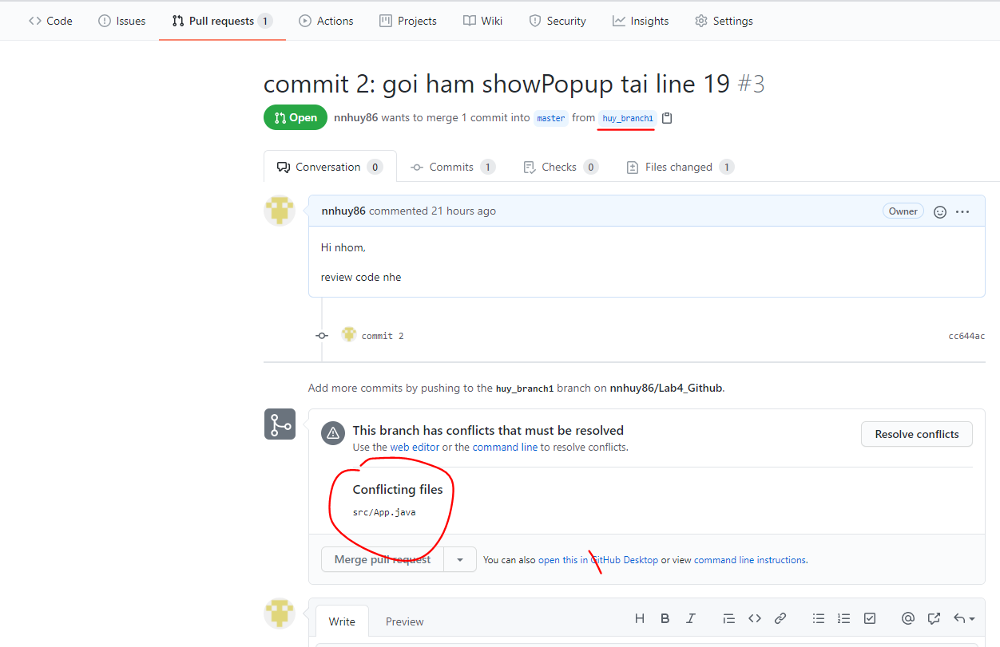 Code Issues Pull requests 1 Actions Projects Wiki Security Insights Settings
commit 2: goi ham showPopup tai line 19 #3
Open nnhuy86 wants to merge 1 commit into master from huy_branch1
Conversation 0 Commits 1 Checks 0 Files changed 1
nnhuy86 commented 21 hours ago Owner
Hi nhom,
review code nhe
commit 2 cc644ac
Add more commits by pushing to the huy_branch1 branch on nnhuy86/Lab4_Github.
This branch has conflicts that must be resolved Resolve conflicts
Use the web editor or the command line to resolve conflicts.
Conflicting files
src/App.java
Merge pull request You can also open this in GitHub Desktop or view command line instructions.
Write Preview